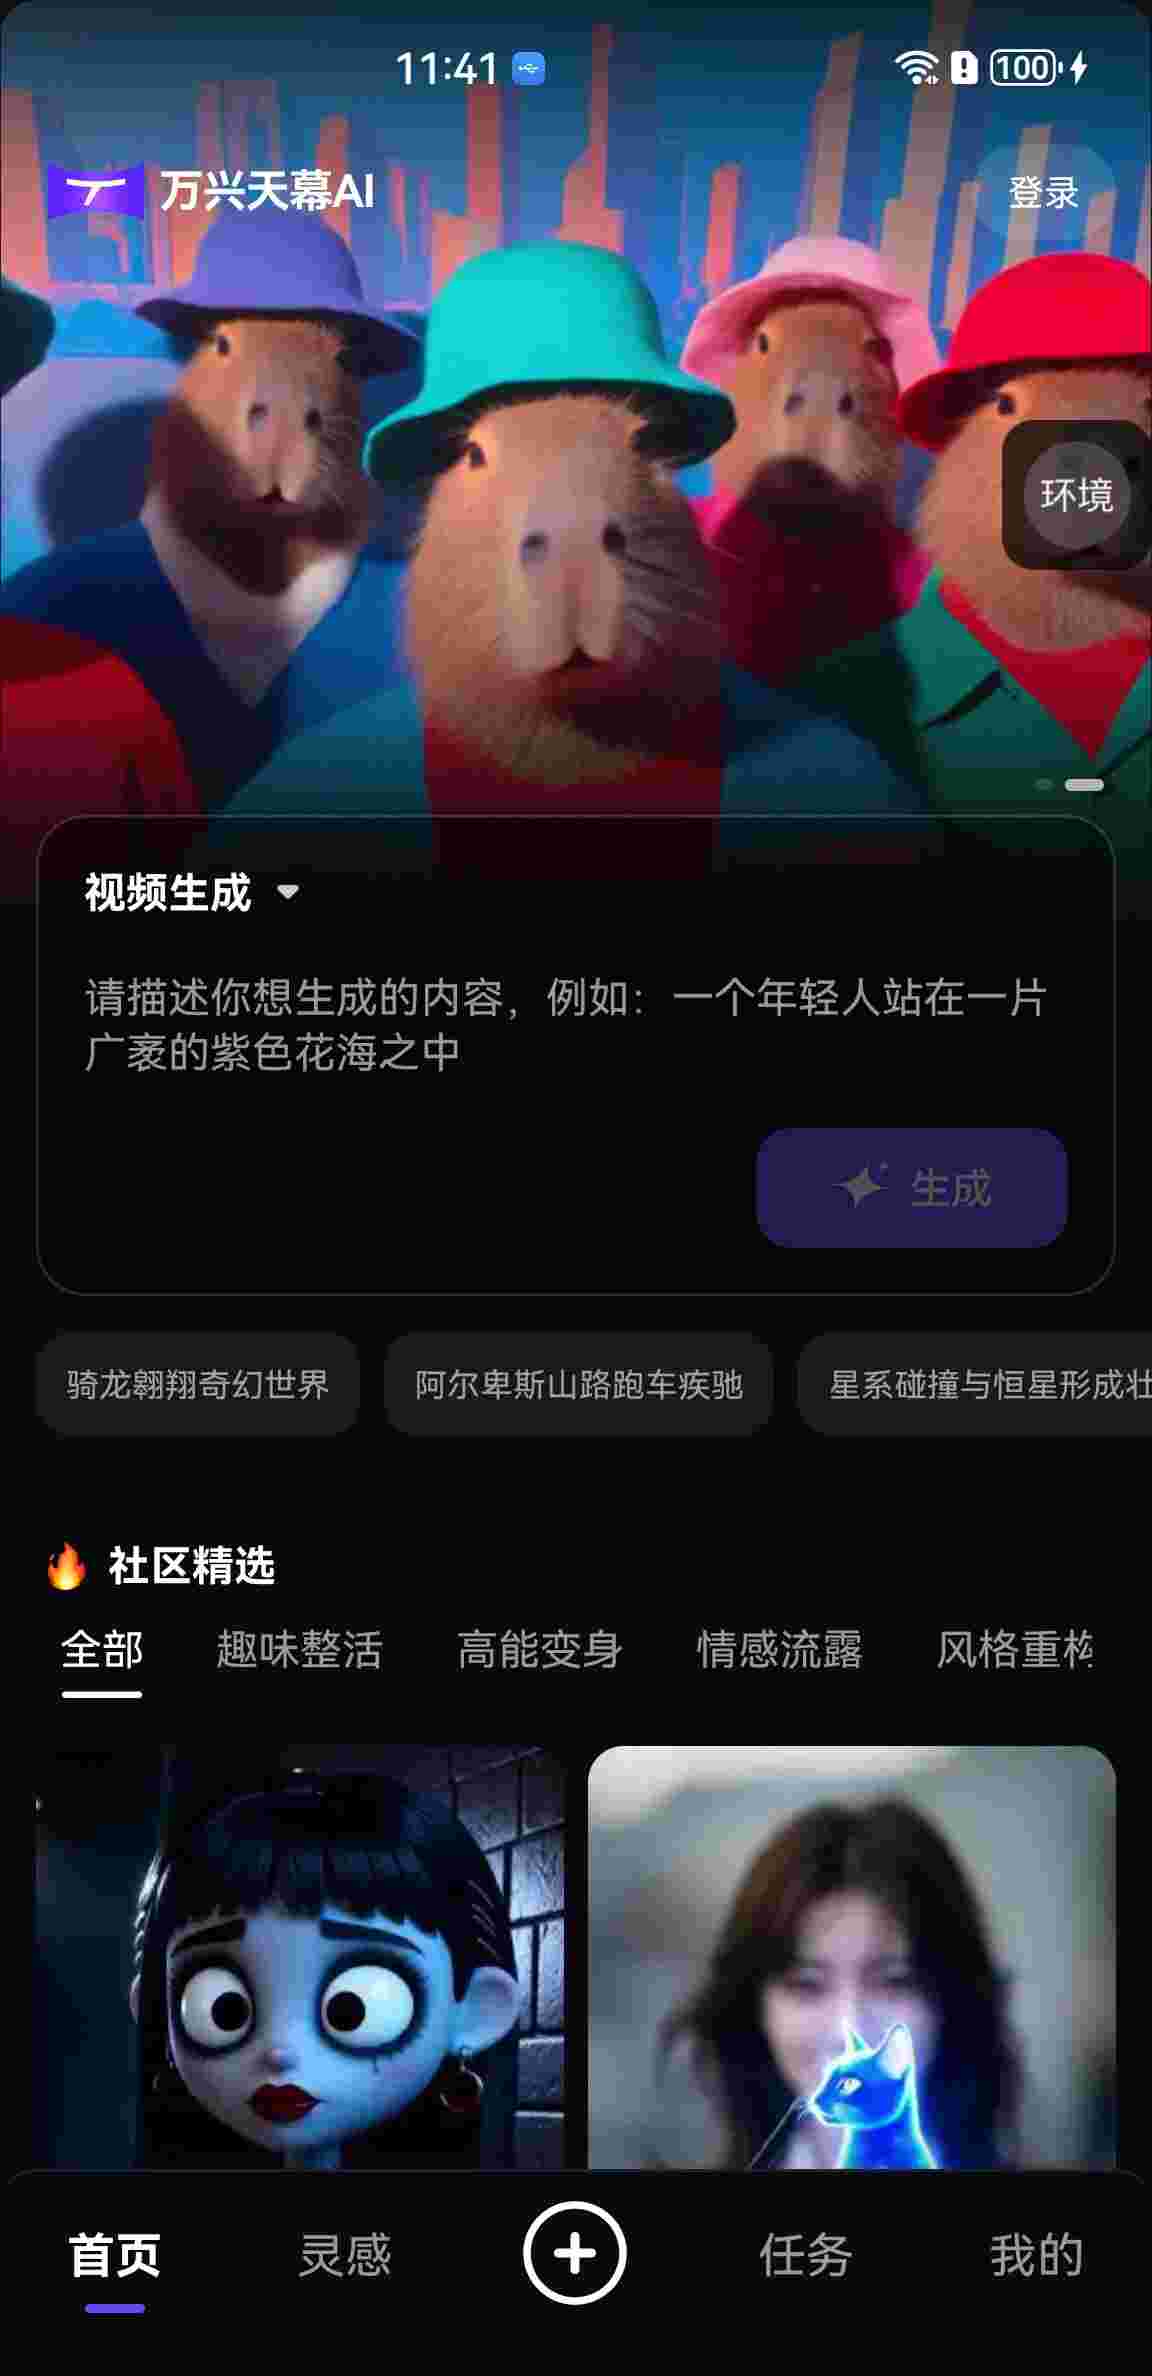 11:41
100
万兴天幕AI
登录
环境
视频生成
请描述你想生成的内容，例如：一个年轻人站在一片
广袤的紫色花海之中
生成
骑龙翱翔奇幻世界
阿尔卑斯山路跑车疾驰
星系碰撞与恒星形成壮
社区精选
全部
趣味整活
高能变身
情感流露
风格重构
首页
灵感
任务
我的